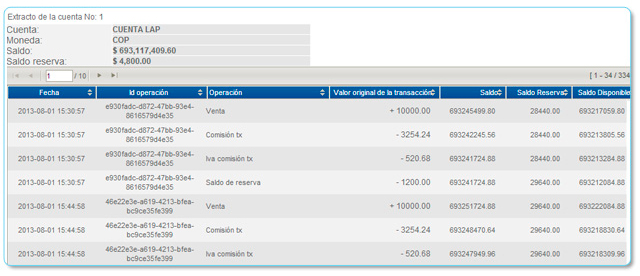 Extracto de la cuenta No: 1
Cuenta: CUENTA LAP
Moneda: COP
Saldo: $ 693,117,409.60
Saldo reserva: $ 4,800.00
1 / 10 [ 1 - 34 / 334
Fecha Id operación Operación Valor original de la transacción Saldo Saldo Reserva Saldo Disponible
2013-08-01 15:30:57 e930fadc-d872-47bb-93e4-8616579d4e35 Venta + 10000.00 693245499.80 28440.00 693217059.80
2013-08-01 15:30:57 e930fadc-d872-47bb-93e4-8616579d4e35 Comisión tx - 3254.24 693242245.56 28440.00 693213805.56
2013-08-01 15:30:57 e930fadc-d872-47bb-93e4-8616579d4e35 Iva comisión tx - 520.68 693241724.88 28440.00 693213284.88
2013-08-01 15:30:57 e930fadc-d872-47bb-93e4-8616579d4e35 Saldo de reserva - 1200.00 693241724.88 29640.00 693212084.88
2013-08-01 15:44:58 46e22e3e-a619-4213-bfea-bc9ce35fe399 Venta + 10000.00 693251724.88 29640.00 693222084.88
2013-08-01 15:44:58 46e22e3e-a619-4213-bfea-bc9ce35fe399 Comisión tx - 3254.24 693248470.64 29640.00 693218830.64
2013-08-01 15:44:58 46e22e3e-a619-4213-bfea-bc9ce35fe399 Iva comisión tx - 520.68 693247949.96 29640.00 693218309.96